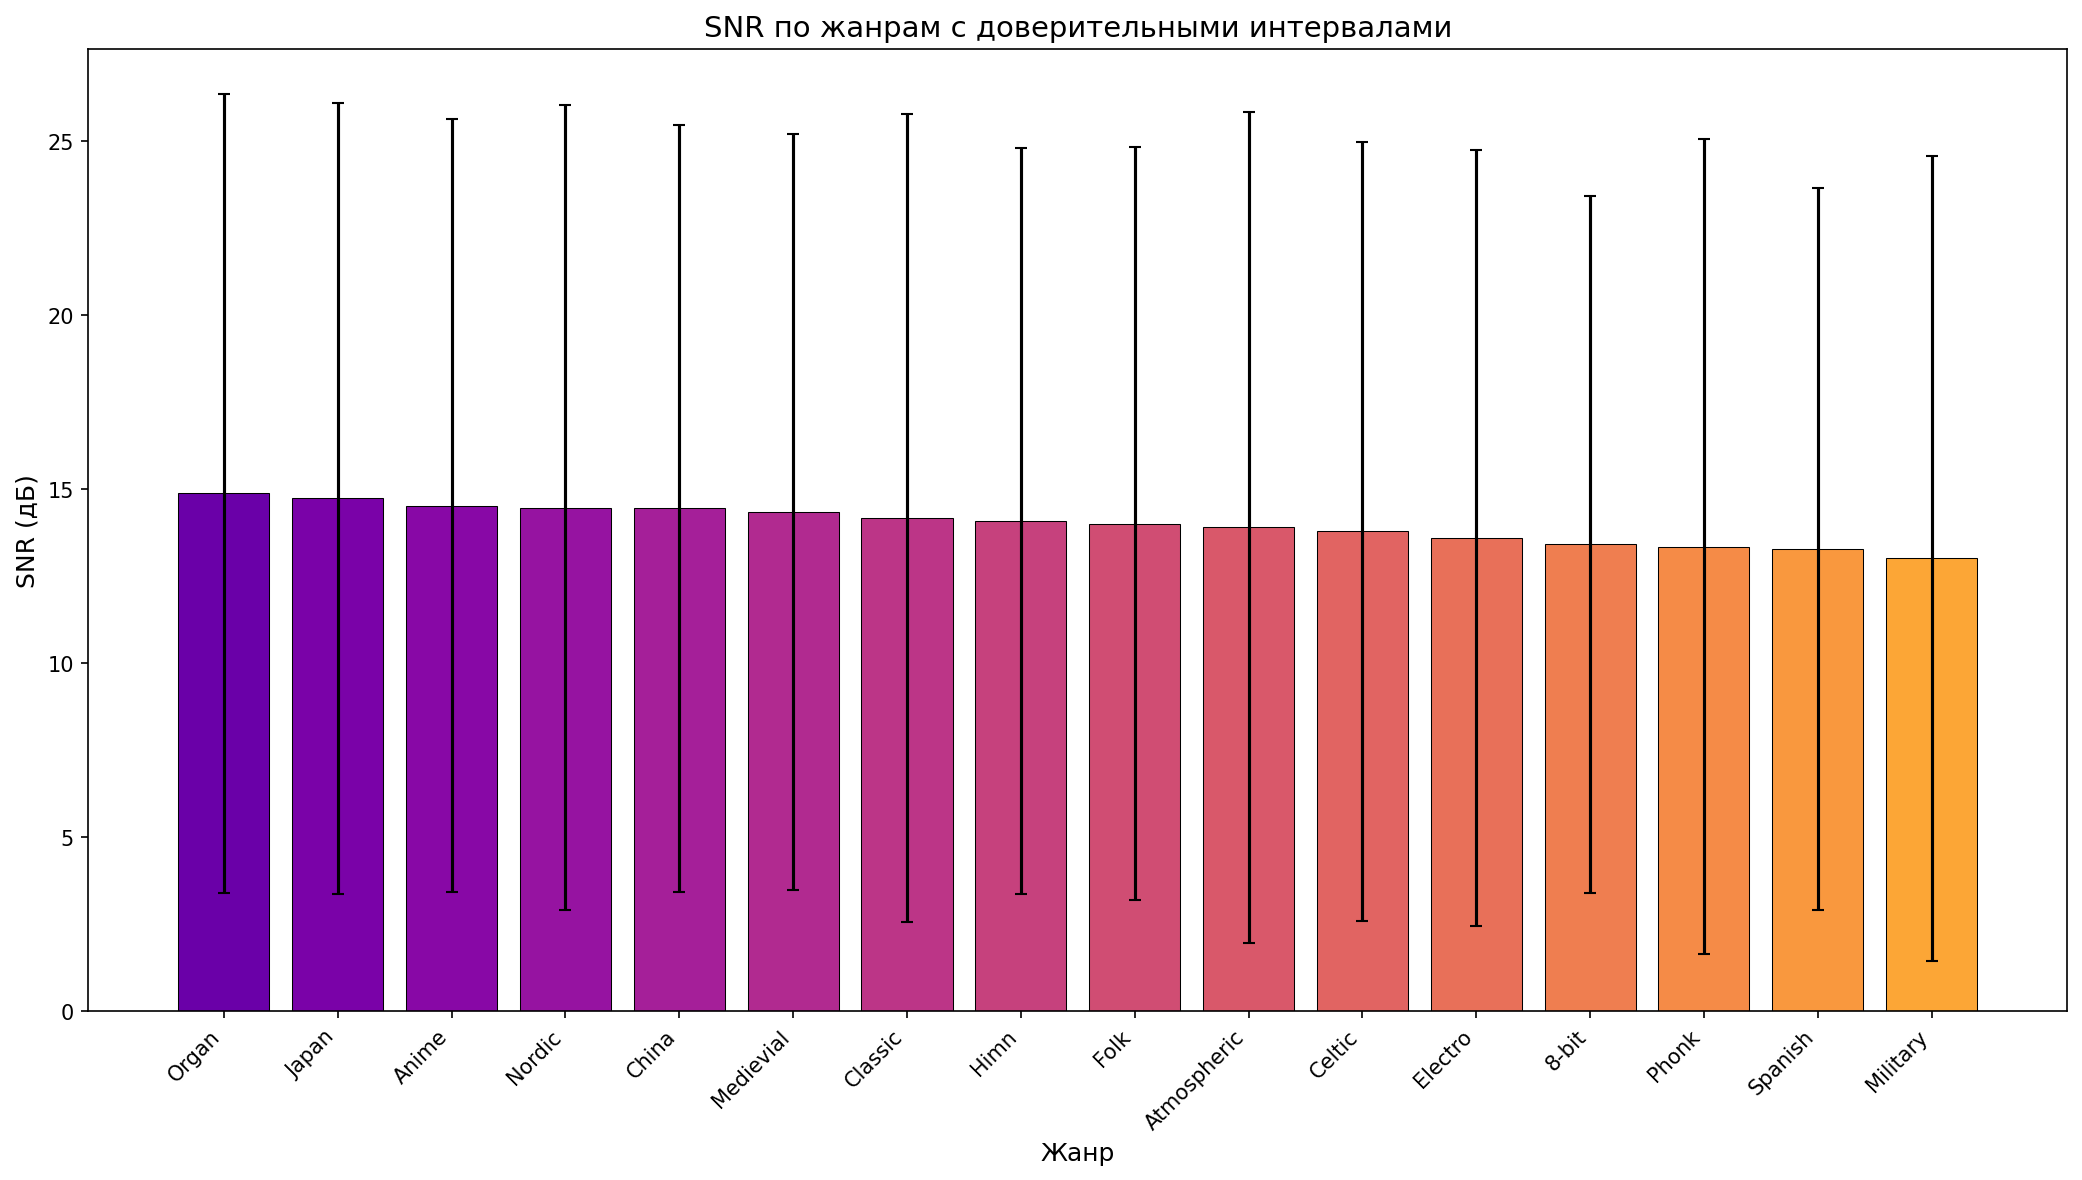 SNR по жанрам с доверительными интервалами
SNR (дБ)
25
20
15
10
5
0
Organ
Japan
Anime
Nordic
China
Medievial
Classic
Himn
Folk
Atmospheric
Celtic
Electro
8-bit
Phonk
Spanish
Military
Жанр